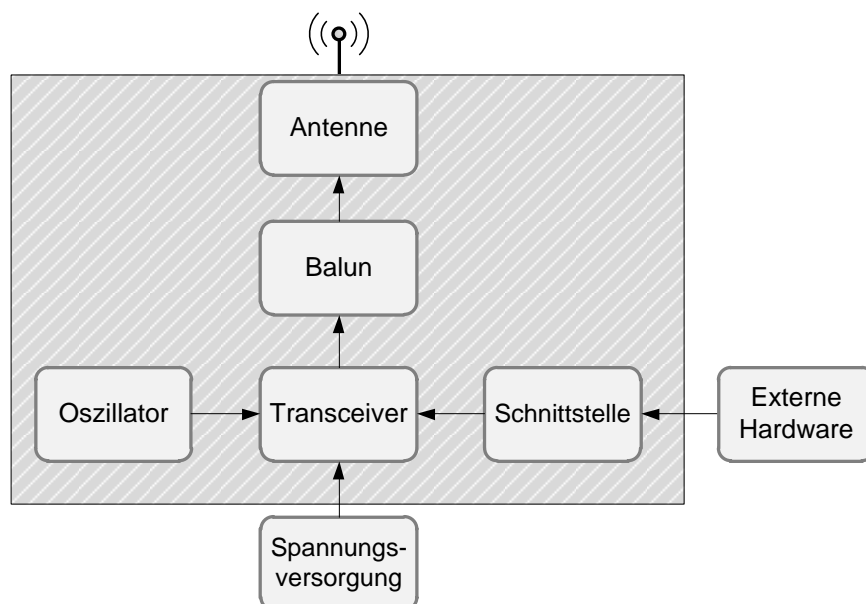 Antenne
Balun
Oszillator
Transceiver
Schnittstelle
Externe
Hardware
Spannungs-
versorgung